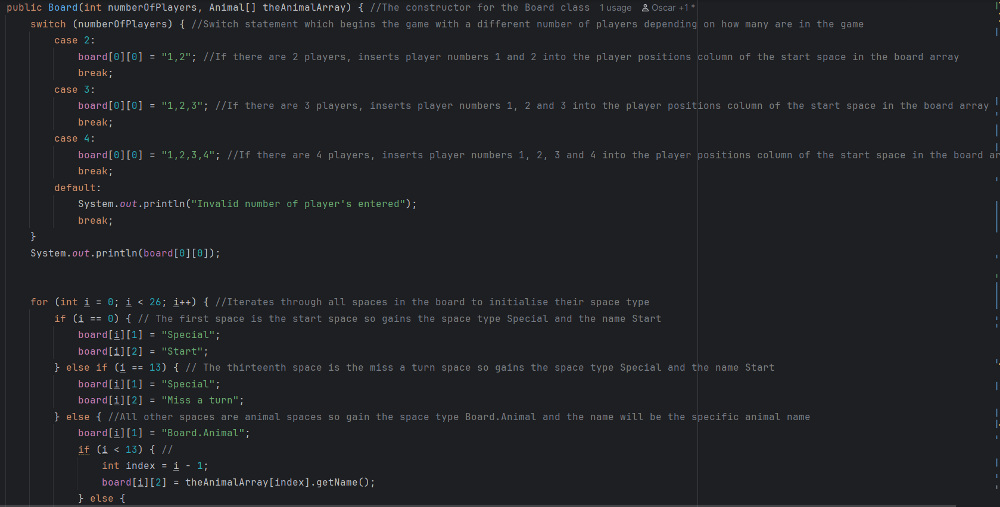 public Board(int numberOfPlayers, Animal[] theAnimalArray) { //The constructor for the Board class 1 usage Oscar +1 *
switch (numberOfPlayers) { //Switch statement which begins the game with a different number of players depending on how many are in the game
case 2:
board[0][0] = "1,2"; //If there are 2 players, inserts player numbers 1 and 2 into the player positions column of the start space in the board array
break;
case 3:
board[0][0] = "1,2,3"; //If there are 3 players, inserts player numbers 1, 2 and 3 into the player positions column of the start space in the board array
break;
case 4:
board[0][0] = "1,2,3,4"; //If there are 4 players, inserts player numbers 1, 2, 3 and 4 into the player positions column of the start space in the board ar
break;
default:
System.out.println("Invalid number of player's entered");
break;
}
System.out.println(board[0][0]);
for (int i = 0; i < 26; i++) { //Iterates through all spaces in the board to initialise their space type
if (i == 0) { // The first space is the start space so gains the space type Special and the name Start
board[i][1] = "Special";
board[i][2] = "Start";
} else if (i == 13) { // The thirteenth space is the miss a turn space so gains the space type Special and the name Start
board[i][1] = "Special";
board[i][2] = "Miss a turn";
} else { //All other spaces are animal spaces so gain the space type Board.Animal and the name will be the specific animal name
board[i][1] = "Board.Animal";
if (i < 13) { //
int index = i - 1;
board[i][2] = theAnimalArray[index].getName();
} else {